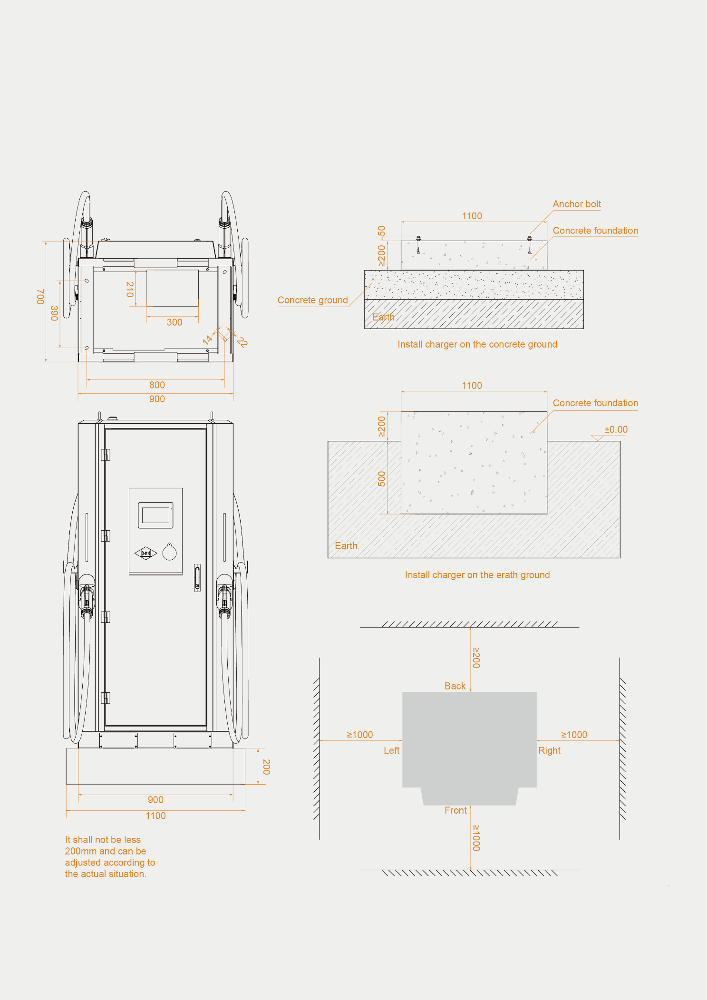 700
390
210
300
14
22
800
900
Anchor bolt
1100
50
Concrete foundation
≥200
Concrete ground
Earth
Install charger on the concrete ground
1100
Concrete foundation
≥200
±0.00
500
Earth
Install charger on the erath ground
200
900
1100
It shall not be less
200mm and can be
adjusted according to
the actual situation.
≥200
Back
≥1000
≥1000
Left
Right
Front
≥1000